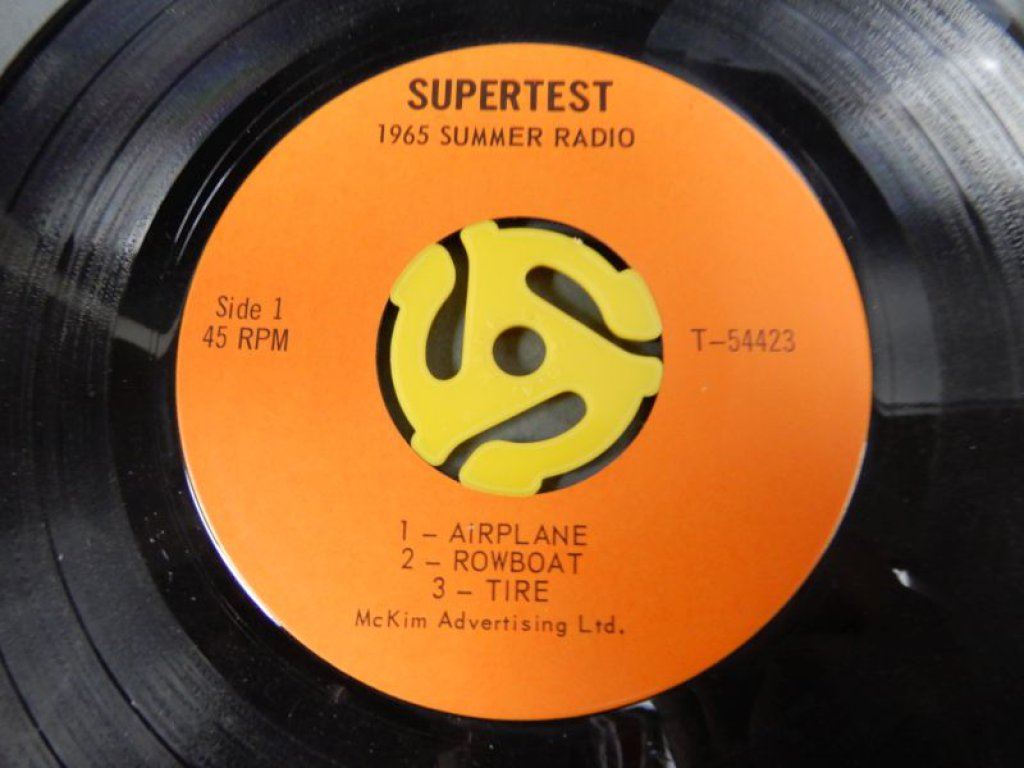 SUPERTEST
1965 SUMMER RADIO
Side 1
45 RPM
T-54423
1 - AiRPLANE
2 - ROWBOAT
3 - TIRE
McKim Advertising Ltd.